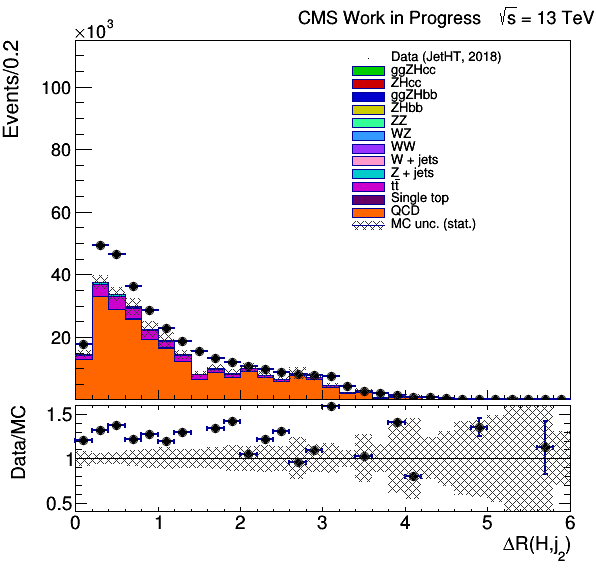 CMS Work in Progress √s = 13 TeV
×10³
Events/0.2
100
80
60
40
20
Data (JetHT, 2018)
ggZHcc
ZHcc
ggZHbb
ZHbb
ZZ
WZ
WW
W + jets
Z + jets
tt̄
Single top
QCD
MC unc. (stat.)
Data/MC
1.5
1
0.5
0 1 2 3 4 5 6
ΔR(H,j₂)